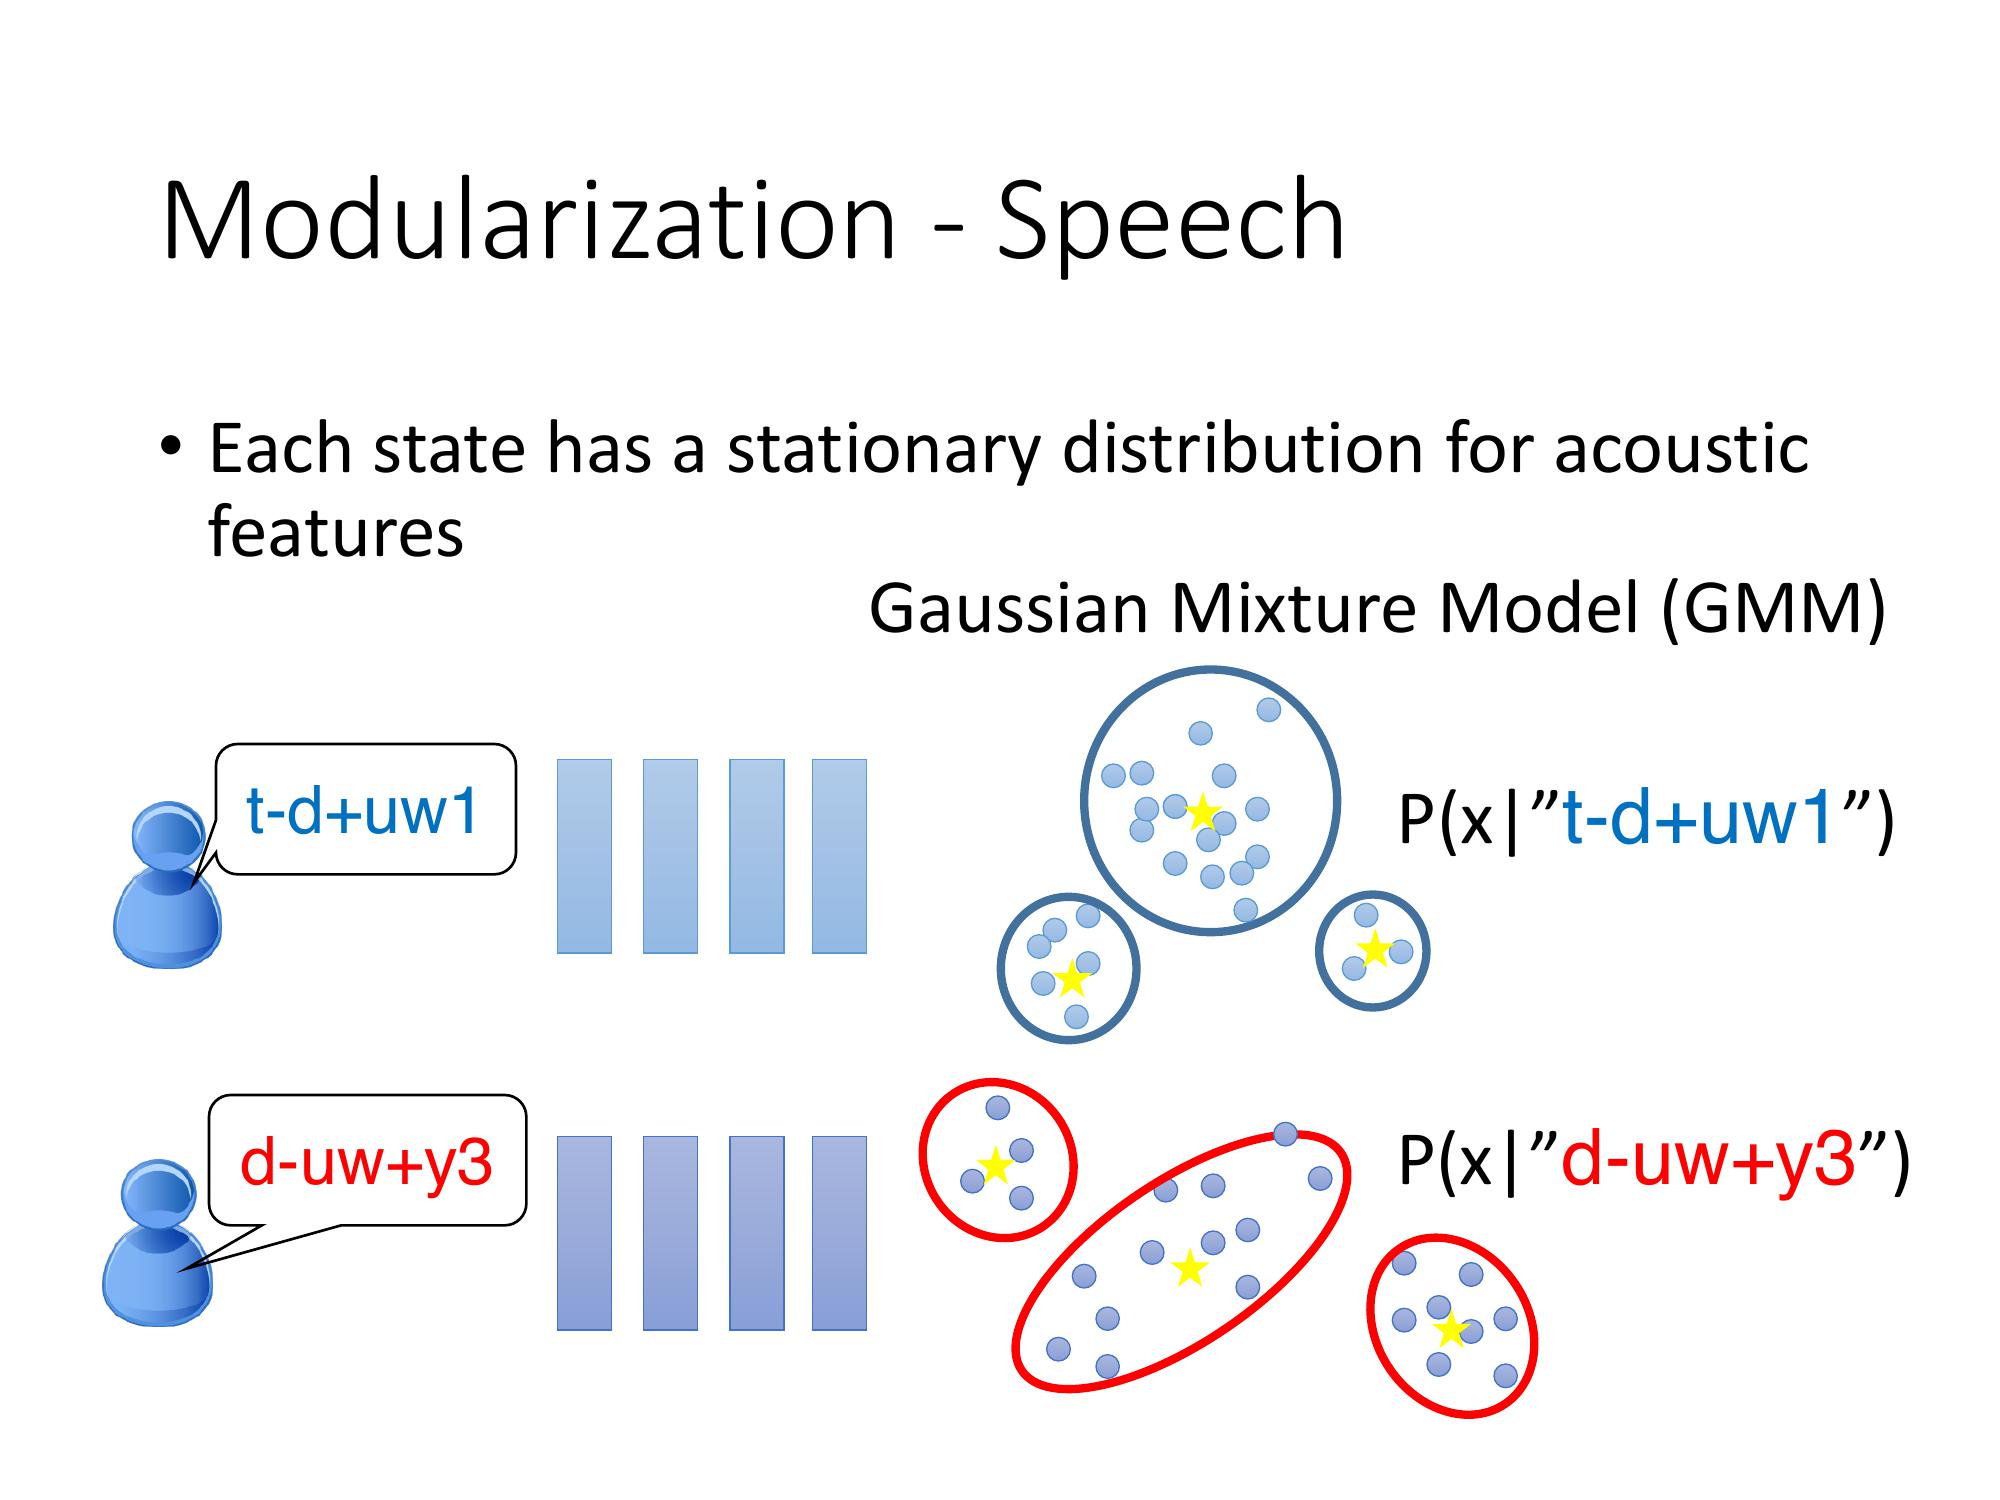 Modularization - Speech
• Each state has a stationary distribution for acoustic
features
Gaussian Mixture Model (GMM)
t-d+uw1
P(x|”t-d+uw1”)
d-uw+y3
P(x|”d-uw+y3”)